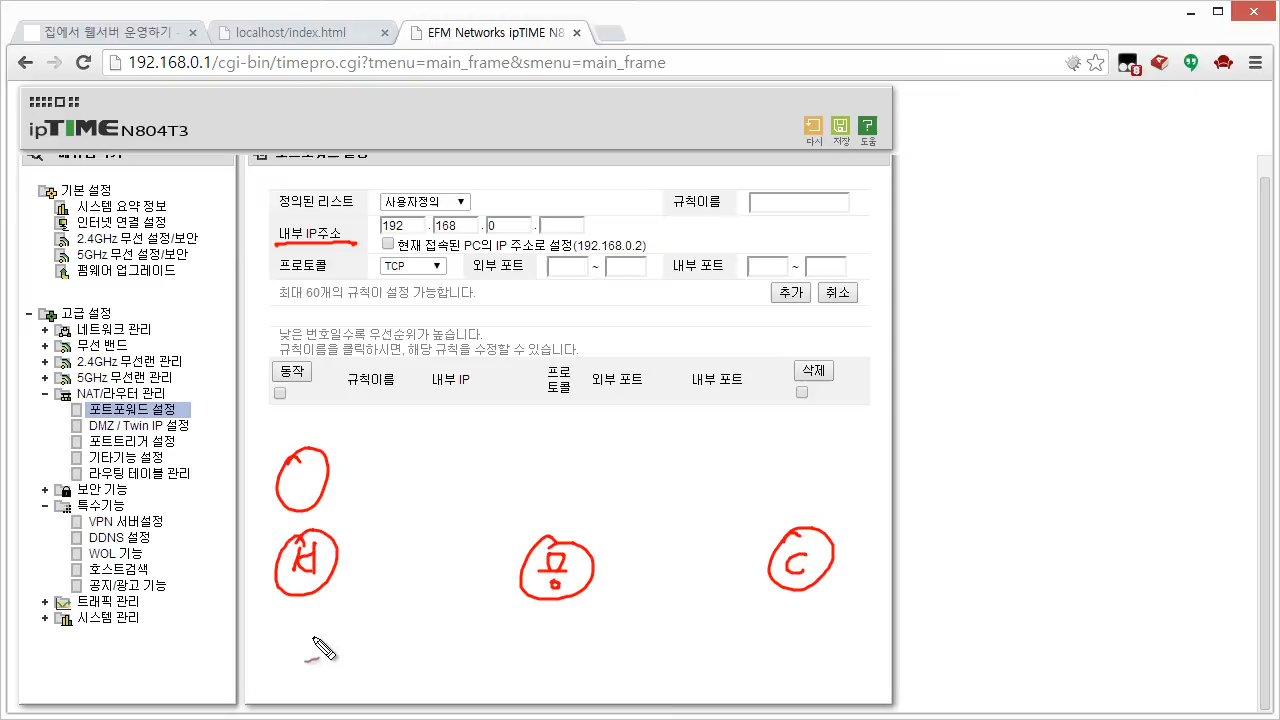 집에서 웹서버 운영하기 -
localhost/index.html
EFM Networks ipTIME N8
192.168.0.1/cgi-bin/timepro.cgi?tmenu=main_frame&smenu=main_frame
6
ipTIME N804T3
다시 저장 도움
기본 설정
시스템 요약 정보
인터넷 연결 설정
2.4GHz 무선 설정/보안
5GHz 무선 설정/보안
펌웨어 업그레이드
고급 설정
네트워크 관리
무선 밴드
2.4GHz 무선랜 관리
5GHz 무선랜 관리
NAT/라우터 관리
포트포워드 설정
DMZ / Twin IP 설정
포트트리거 설정
기타기능 설정
라우팅 테이블 관리
보안 기능
특수기능
VPN 서버설정
DDNS 설정
WOL 기능
호스트검색
공지/광고 기능
트래픽 관리
시스템 관리
정의된 리스트 사용자정의 규칙이름
내부 IP주소 192 . 168 . 0 .
현재 접속된 PC의 IP 주소로 설정(192.168.0.2)
프로토콜 TCP 외부 포트 ~ 내부 포트 ~
최대 60개의 규칙이 설정 가능합니다. 추가 취소
낮은 번호일수록 우선순위가 높습니다.
규칙이름을 클릭하시면, 해당 규칙을 수정할 수 있습니다.
동작 규칙이름 내부 IP 프로토콜 외부 포트 내부 포트 삭제
서 공 C